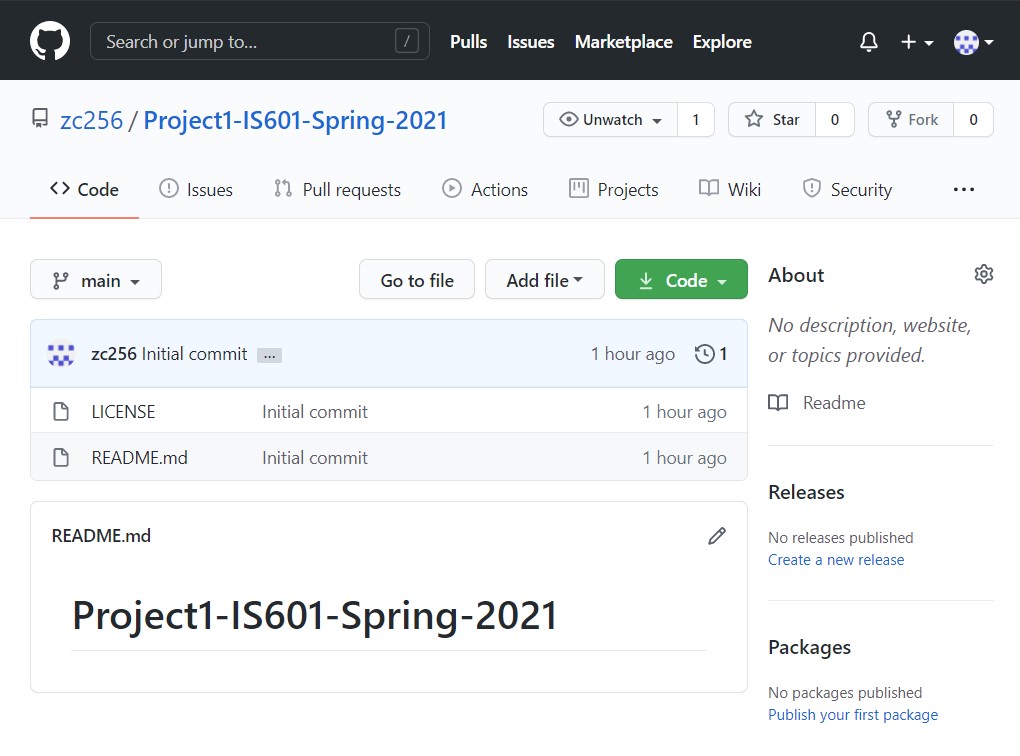 Search or jump to... /
Pulls Issues Marketplace Explore
zc256 / Project1-IS601-Spring-2021
Unwatch 1 Star 0 Fork 0
Code Issues Pull requests Actions Projects Wiki Security ...
main Go to file Add file Code
zc256 Initial commit ... 1 hour ago 1
LICENSE Initial commit 1 hour ago
README.md Initial commit 1 hour ago
README.md
Project1-IS601-Spring-2021
About
No description, website,
or topics provided.
Readme
Releases
No releases published
Create a new release
Packages
No packages published
Publish your first package